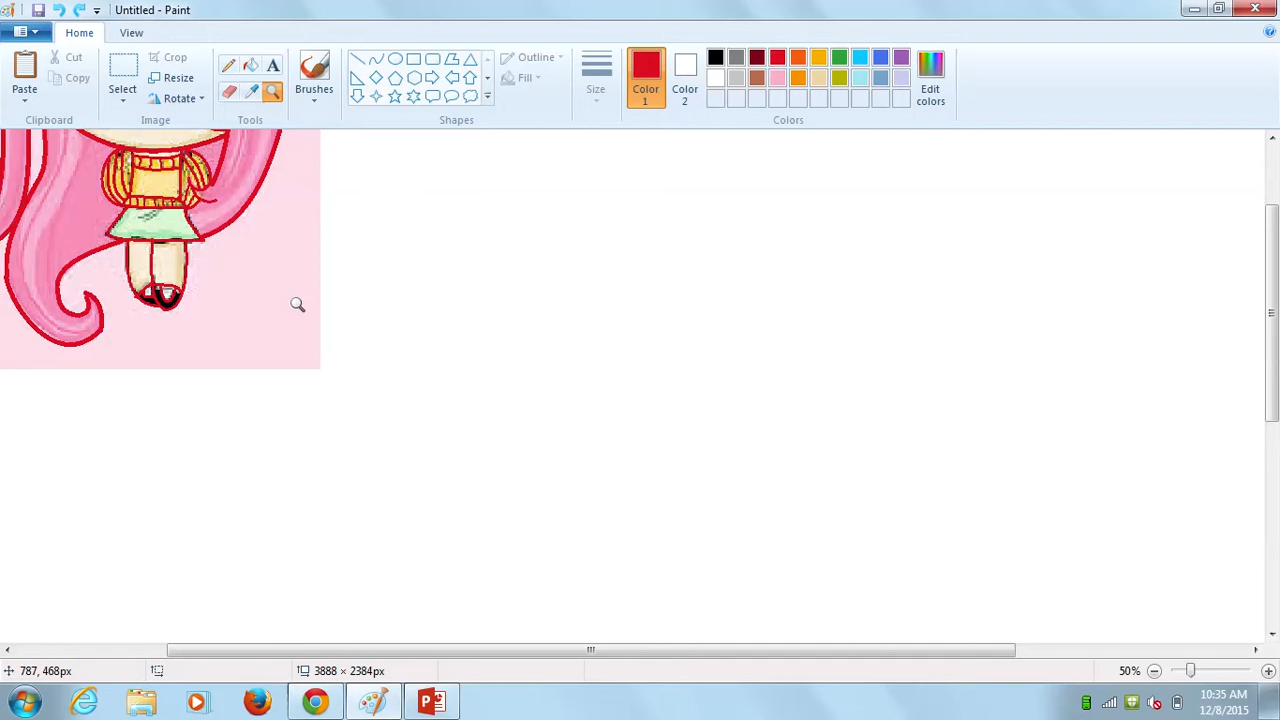 Untitled - Paint
Home View
Paste
Cut
Copy
Clipboard
Select
Crop
Resize
Rotate
Image
A
Tools
Brushes
Outline
Fill
Shapes
Size
Color 1
Color 2
Edit colors
Colors
787, 468px
3888 × 2384px
50%
10:35 AM
12/8/2015